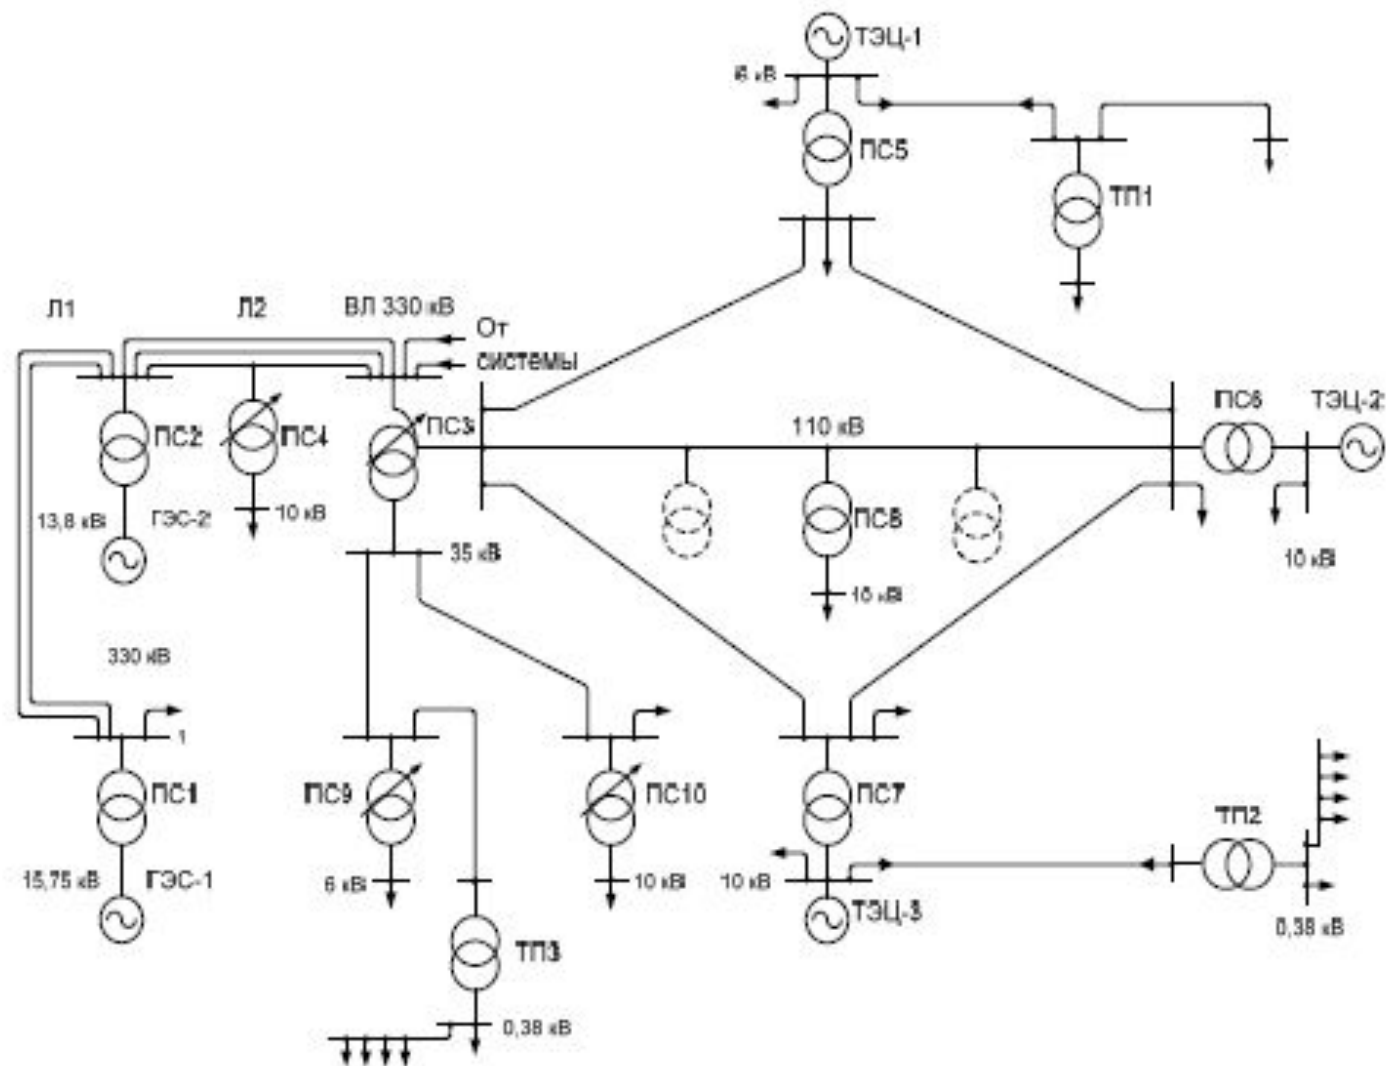 ТЭЦ-1
6 кВ
ПС5
ТП1
Л1
Л2
ВЛ 330 кВ
От
системы
ПС2
ПС4
ПС3
110 кВ
ПС6
ТЭЦ-2
13,8 кВ
ГЭС-2
10 кВ
ПС8
35 кВ
10 кВ
10 кВ
330 кВ
1
ПС1
ПС9
ПС10
ПС7
ТП2
15,75 кВ
ГЭС-1
6 кВ
10 кВ
10 кВ
ТЭЦ-3
0,38 кВ
ТП3
0,38 кВ